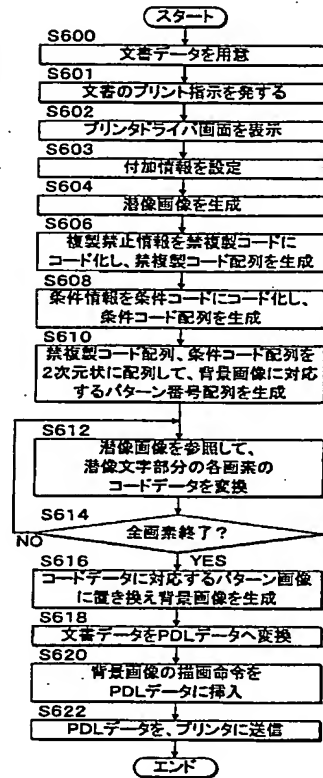 スタート
S600
文書データを用意
S601
文書のプリント指示を発する
S602
プリンタドライバ画面を表示
S603
付加情報を設定
S604
潜像画像を生成
S606
複製禁止情報を禁複製コードに
コード化し、禁複製コード配列を生成
S608
条件情報を条件コードにコード化し、
条件コード配列を生成
S610
禁複製コード配列、条件コード配列を
2次元状に配列して、背景画像に対応
するパターン番号配列を生成
S612
潜像画像を参照して、
潜像文字部分の各画素の
コードデータを変換
S614
全画素終了?
NO
YES
S616
コードデータに対応するパターン画像
に置き換え背景画像を生成
S618
文書データをPDLデータへ変換
S620
背景画像の描画命令を
PDLデータに挿入
S622
PDLデータを、プリンタに送信
エンド